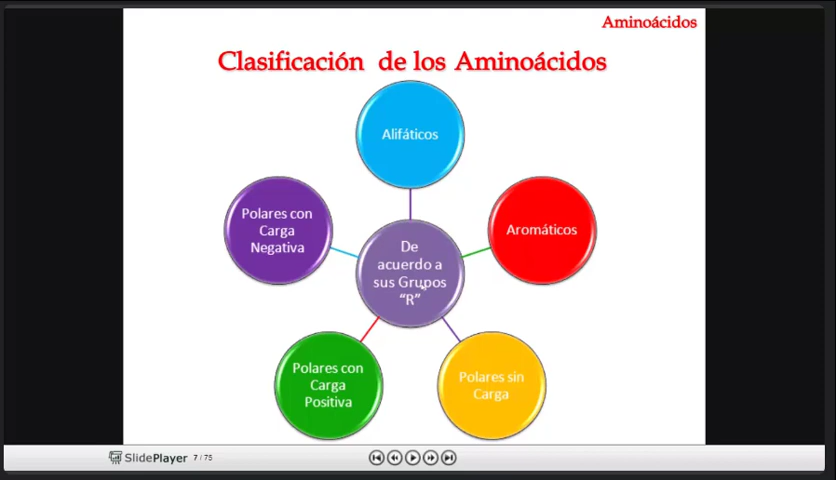 Aminoácidos
Clasificación de los Aminoácidos
Alifáticos
Polares con
Carga
Negativa
Aromáticos
De
acuerdo a
sus Grupos
"R"
Polares con
Carga
Positiva
Polares sin
Carga
SlidePlayer 7 / 75